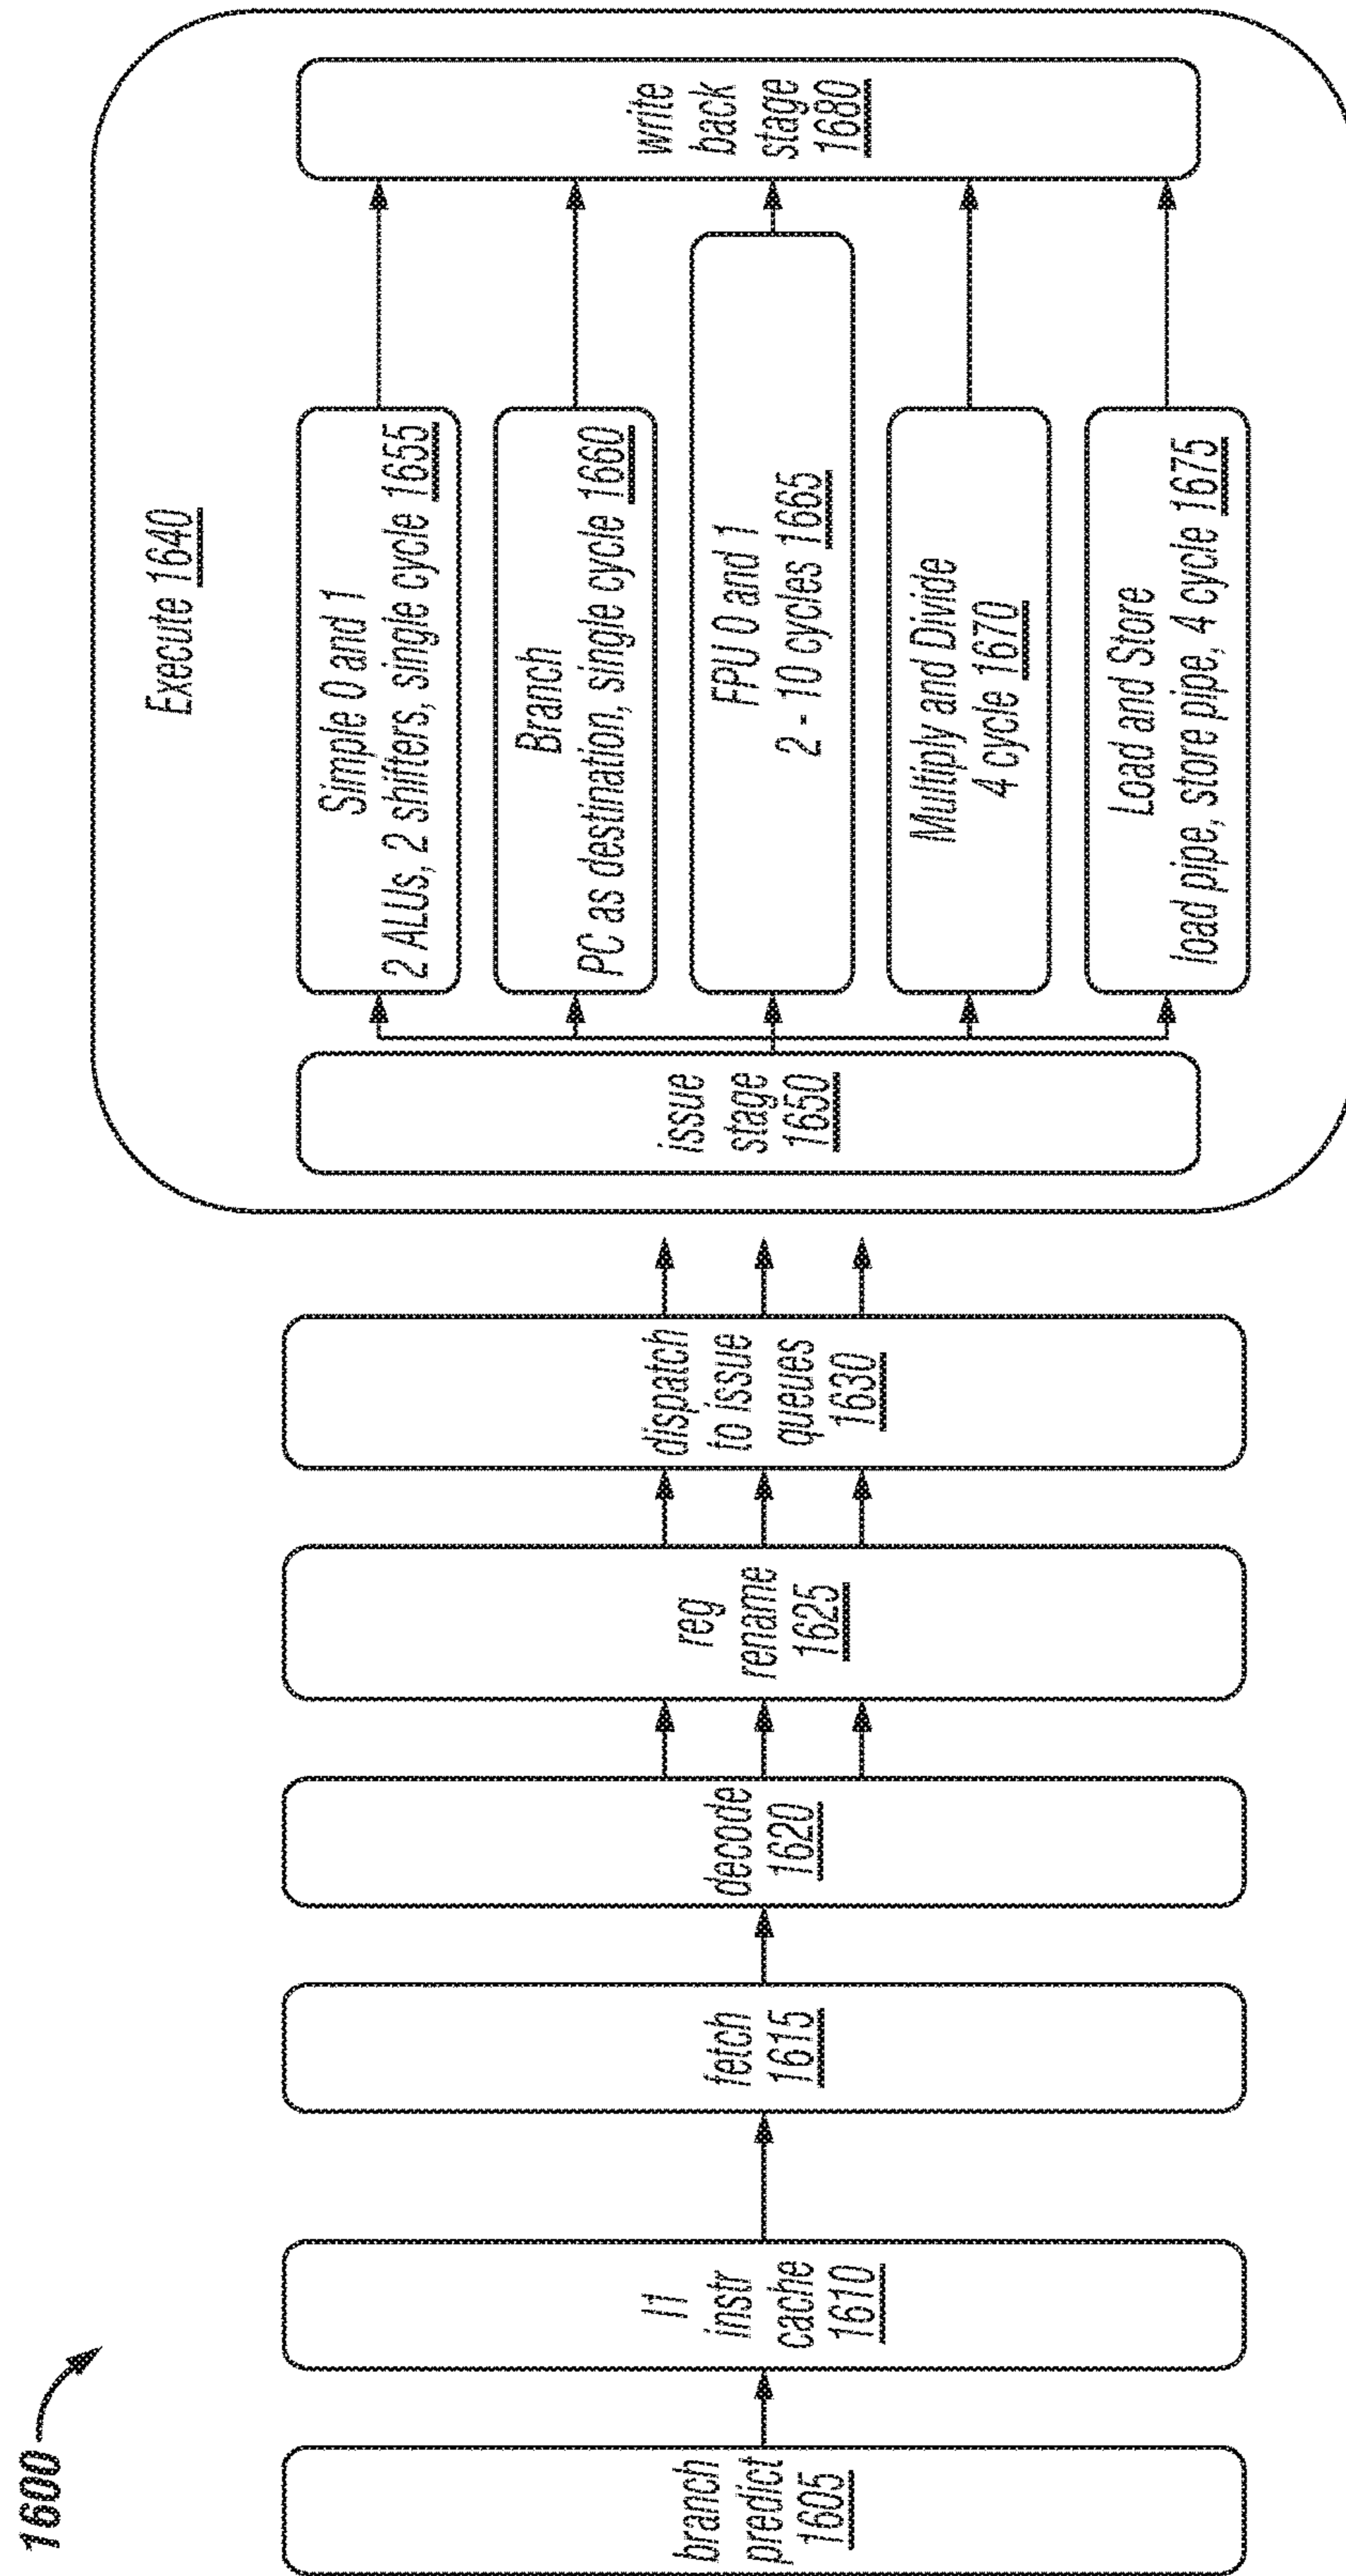 1600
branch
predict
1605
I1
instr
cache
1610
fetch
1615
decode
1620
reg
rename
1625
dispatch
to issue
queues
1630
Execute 1640
issue
stage
1650
Simple 0 and 1
2 ALUs, 2 shifters, single cycle 1655
Branch
PC as destination, single cycle 1660
FPU 0 and 1
2 - 10 cycles 1665
Multiply and Divide
4 cycle 1670
Load and Store
load pipe, store pipe, 4 cycle 1675
write
back
stage
1680